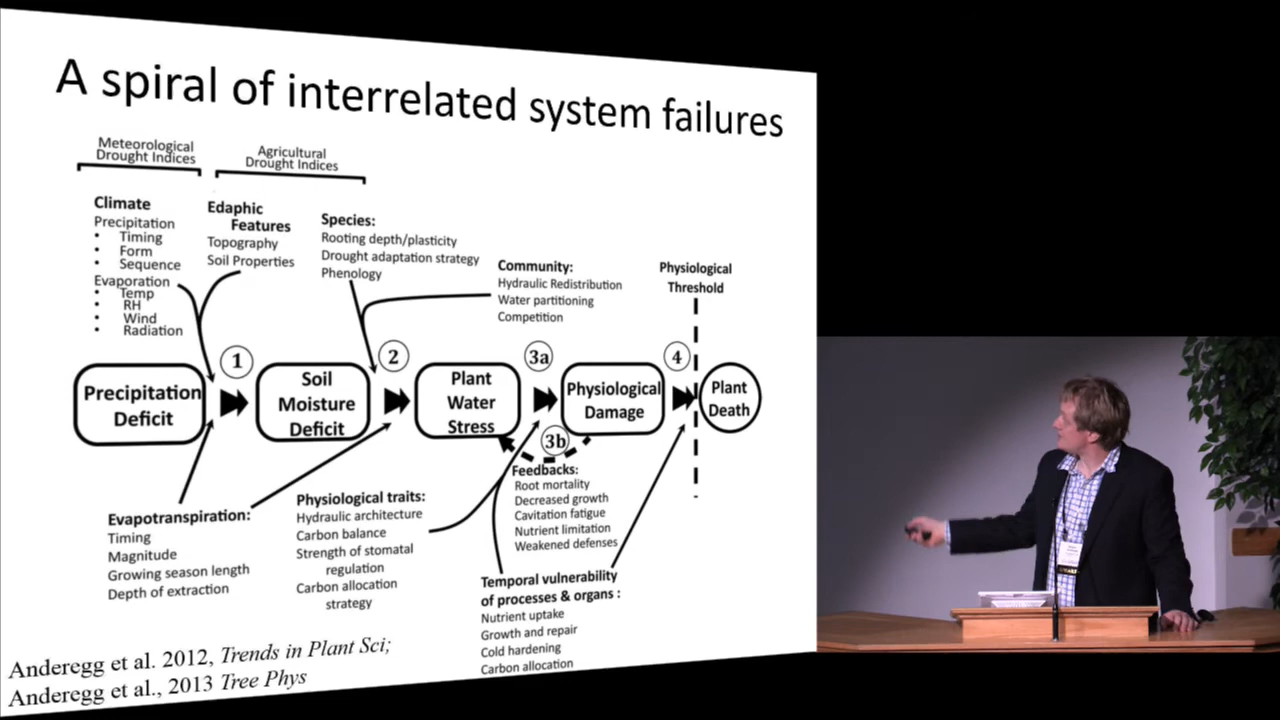 A spiral of interrelated system failures
Meteorological
Drought Indices
Agricultural
Drought Indices
Climate
Precipitation
• Timing
• Form
• Sequence
Evaporation
• Temp
• RH
• Wind
• Radiation
Edaphic
Features
Topography
Soil Properties
Species:
Rooting depth/plasticity
Drought adaptation strategy
Phenology
Community:
Hydraulic Redistribution
Water partitioning
Competition
Physiological
Threshold
1
2
3a
4
Precipitation
Deficit
Soil
Moisture
Deficit
Plant
Water
Stress
Physiological
Damage
Plant
Death
3b
Feedbacks:
Root mortality
Decreased growth
Cavitation fatigue
Nutrient limitation
Weakened defenses
Evapotranspiration:
Timing
Magnitude
Growing season length
Depth of extraction
Physiological traits:
Hydraulic architecture
Carbon balance
Strength of stomatal
regulation
Carbon allocation
strategy
Temporal vulnerability
of processes & organs :
Nutrient uptake
Growth and repair
Cold hardening
Carbon allocation
Anderegg et al. 2012, Trends in Plant Sci;
Anderegg et al., 2013 Tree Phys